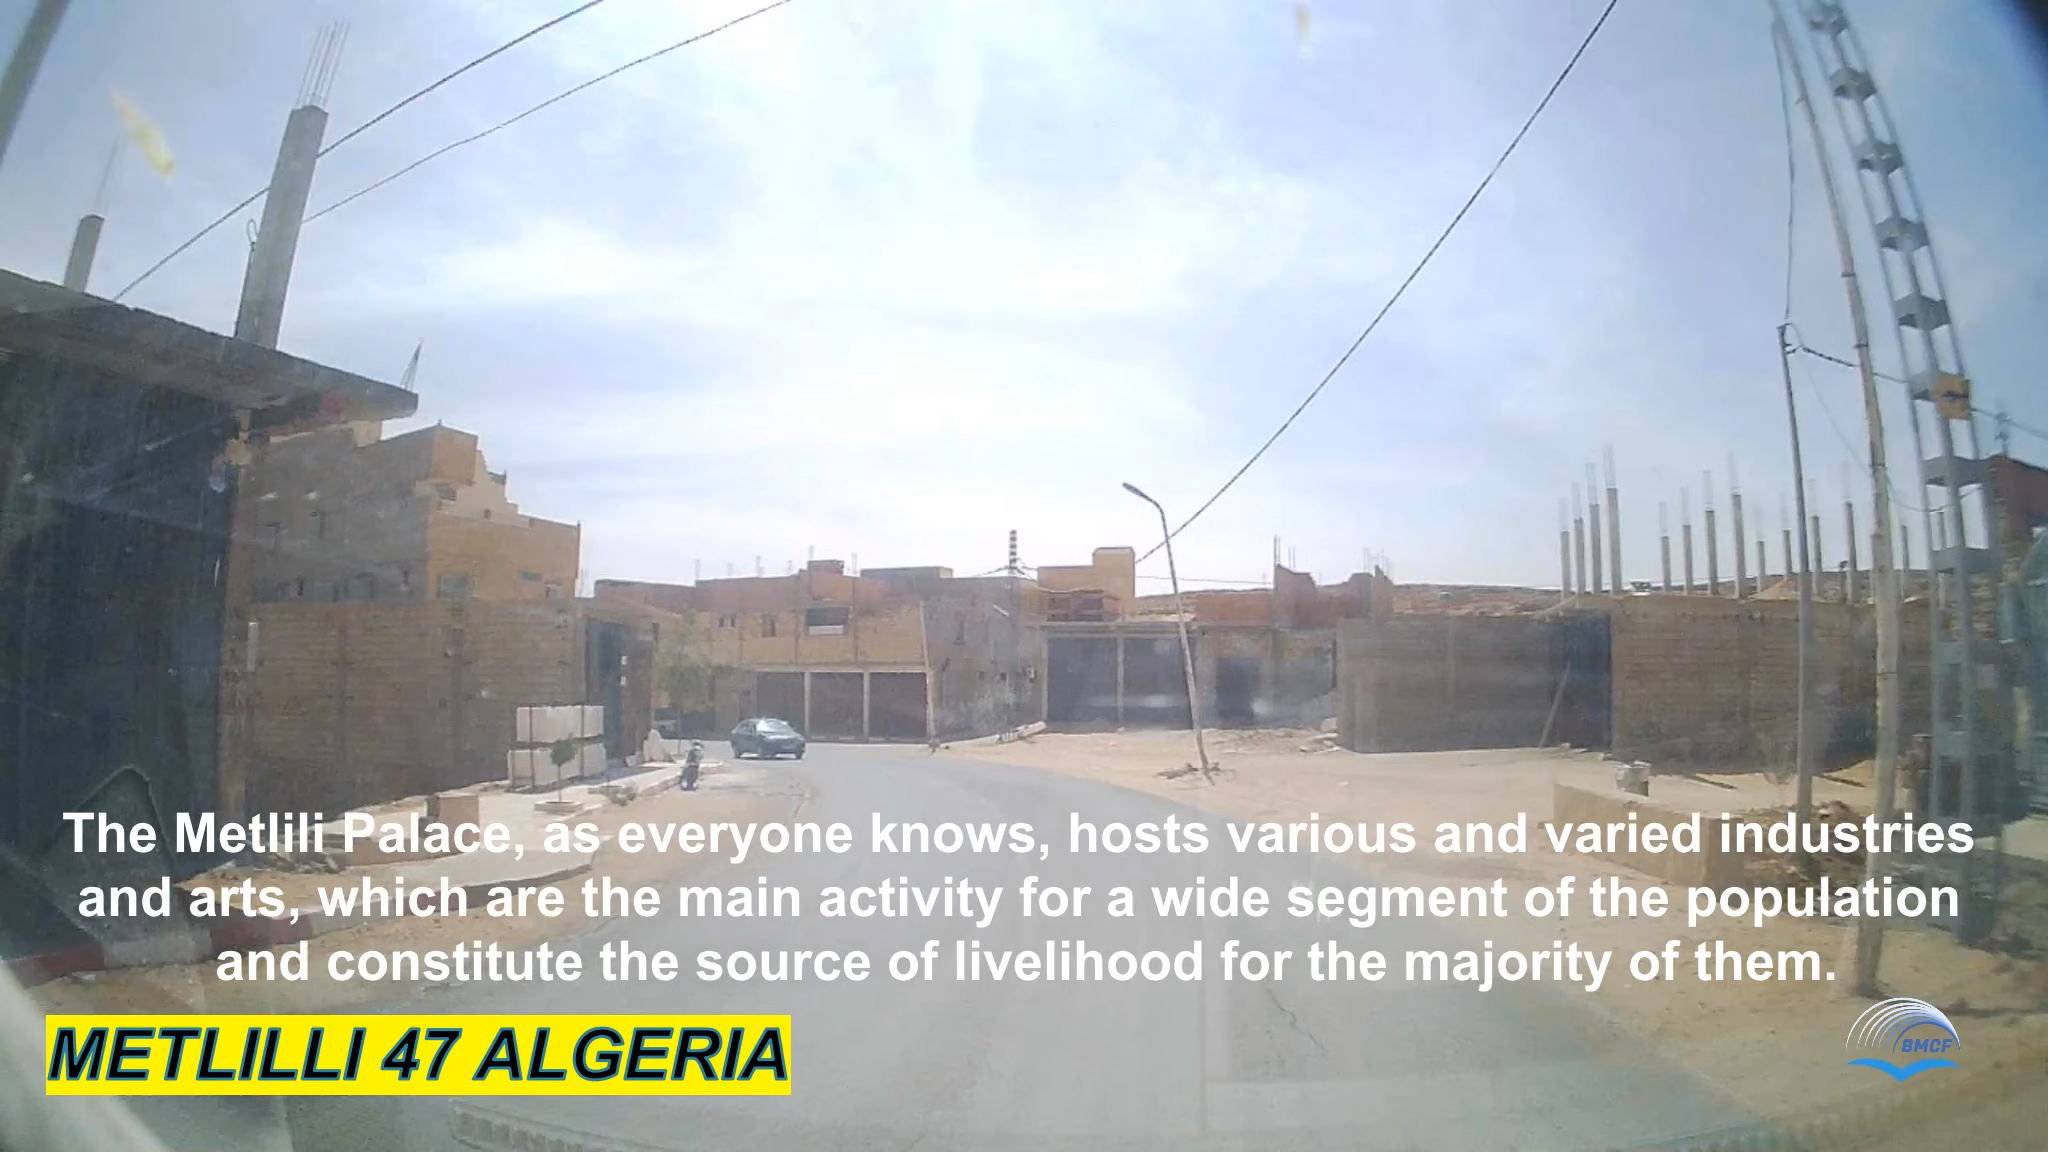 The Metlili Palace, as everyone knows, hosts various and varied industries
and arts, which are the main activity for a wide segment of the population
and constitute the source of livelihood for the majority of them.
METLILLI 47 ALGERIA
BMCF